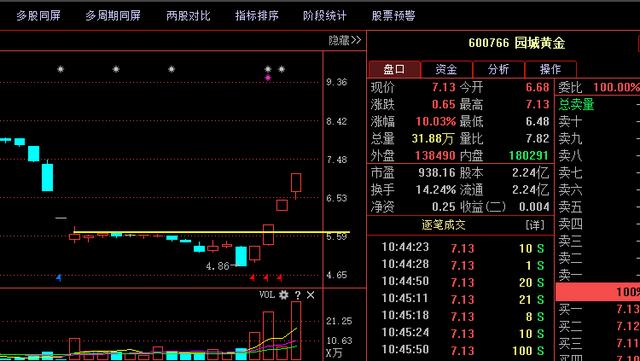 多股同屏 多周期同屏 两股对比 指标排序 阶段统计 股票预警
隐藏>>
600766 园城黄金
盘口 资金 分析 操作
现价 7.13 今开 6.68 委比 100.00%
涨跌 0.65 最高 7.13 总卖量
涨幅 10.03% 最低 6.48 卖十
总量 31.88万 量比 7.82 卖九
外盘 138490 内盘 180291 卖八
市盈 938.16 股本 2.24亿 卖七
换手 14.24% 流通 2.24亿 卖六
净资 0.25 收益(二) 0.004 卖五
逐笔成交 [详] 卖四
10:44:23 7.13 10 S 卖三
10:44:28 7.13 1 S 卖二
10:44:50 7.13 20 S 卖一
100%
10:45:11 7.13 21 S 买一 7.13
10:45:18 7.13 8 S 买二 7.12
10:45:24 7.13 10 S 买三 7.11
10:45:50 7.13 100 S 买四 7.10
9.36
8.42
7.48
6.53
5.59
4.86
4.65
VOL ? ×
21.25
10.63
X万